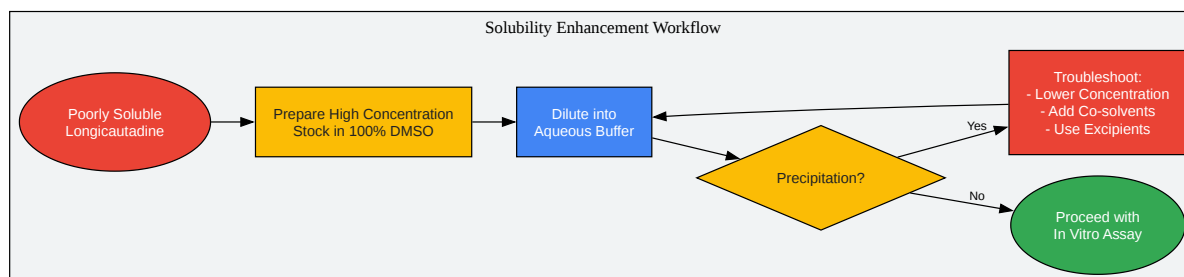 Solubility Enhancement Workflow
Poorly Soluble
Longicautadine
Prepare High Concentration
Stock in 100% DMSO
Dilute into
Aqueous Buffer
Precipitation?
Yes
Troubleshoot:
- Lower Concentration
- Add Co-solvents
- Use Excipients
No
Proceed with
In Vitro Assay